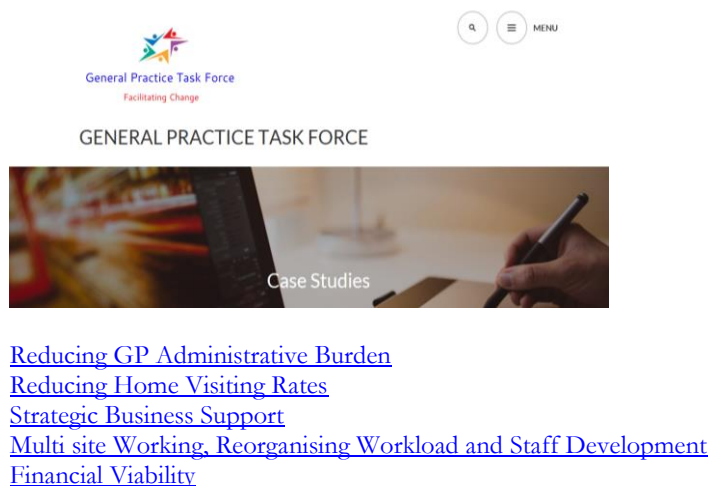 MENU
General Practice Task Force
Facilitating Change
GENERAL PRACTICE TASK FORCE
Case Studies
Reducing GP Administrative Burden
Reducing Home Visiting Rates
Strategic Business Support
Multi site Working, Reorganising Workload and Staff Development
Financial Viability